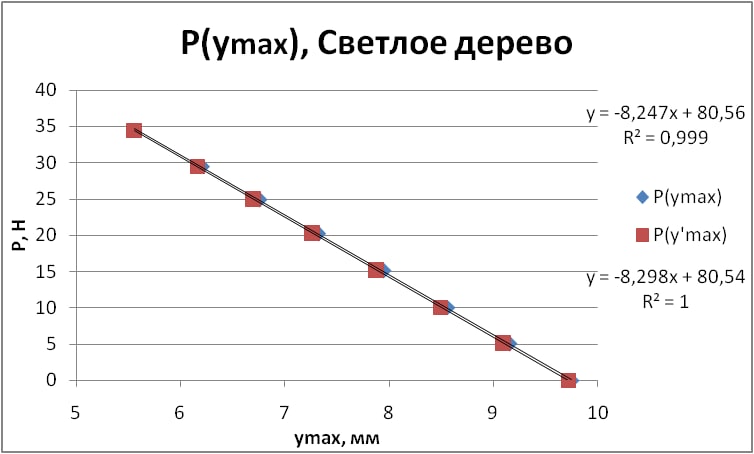 P(ymax), Светлое дерево
40
35
30
25
20
15
10
5
0
P, Н
5 6 7 8 9 10
ymax, мм
y = -8,247x + 80,56
R² = 0,999
P(ymax)
P(y'max)
y = -8,298x + 80,54
R² = 1